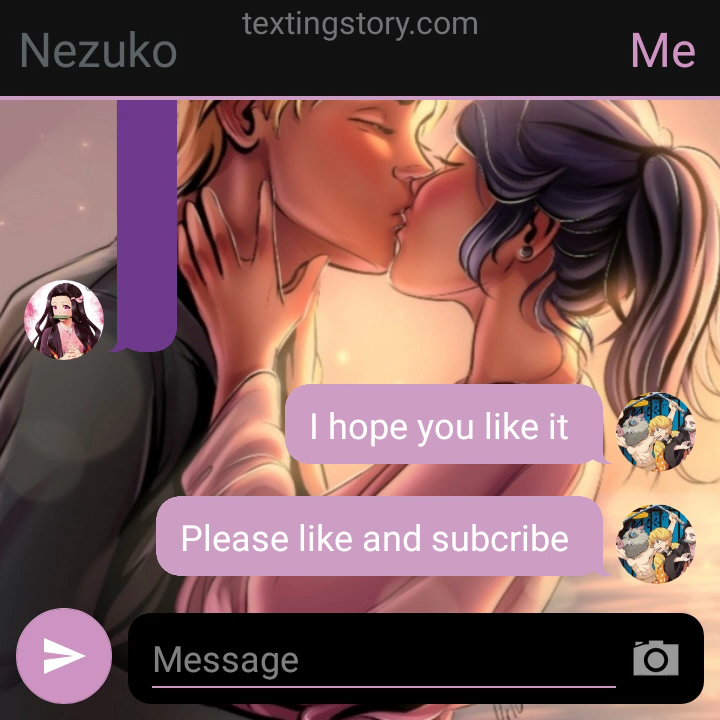 textingstory.com
Nezuko
Me
I hope you like it
Please like and subcribe
Message